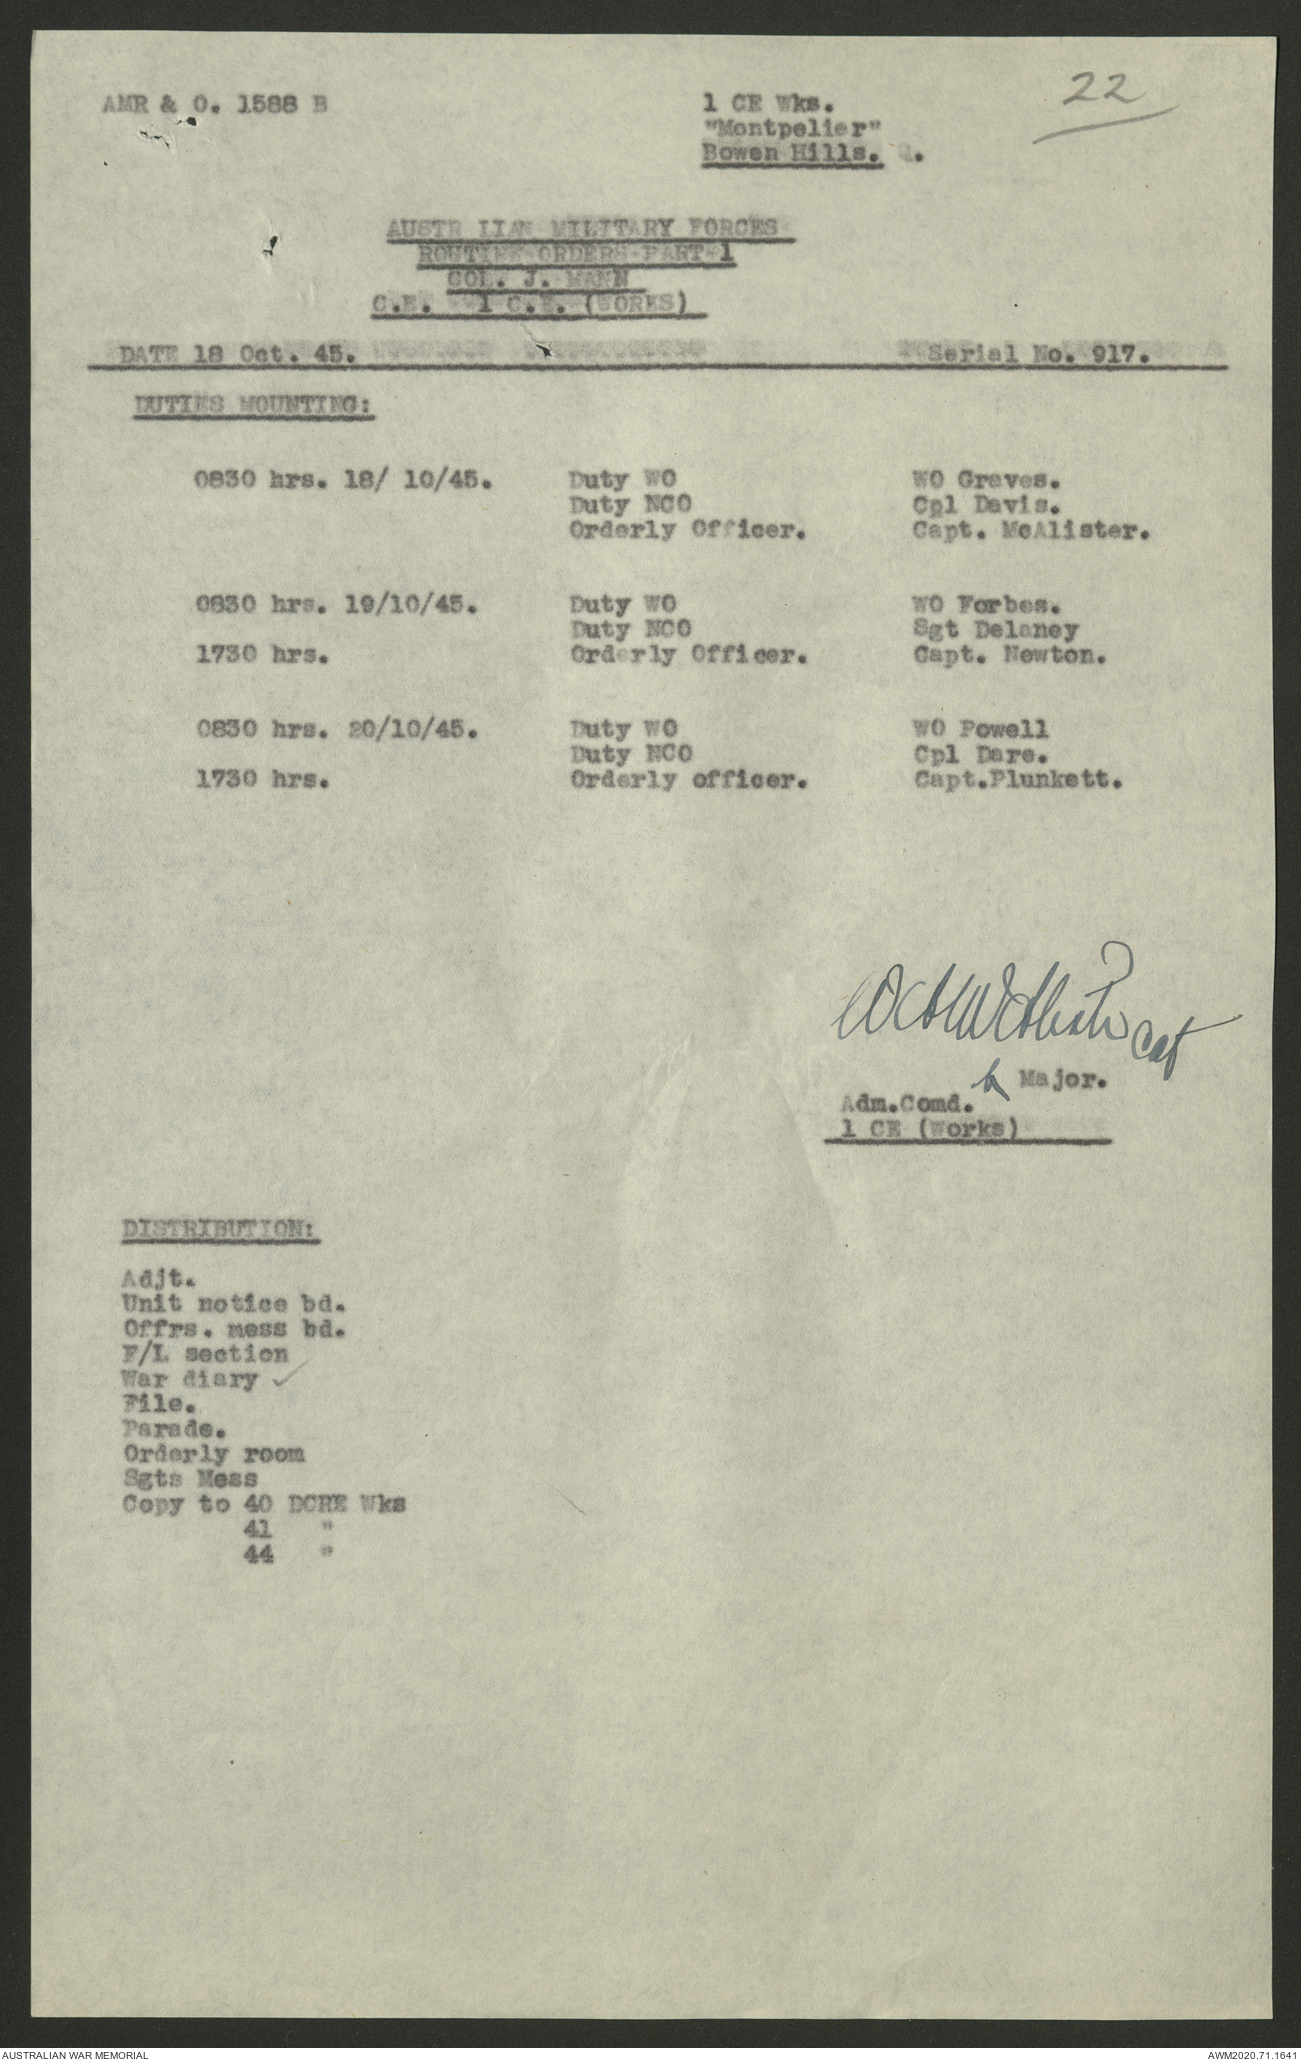 AMR & O. 1588 B
1 CE Wks.
"Montpelier"
Bowen Hills. Q.
22
AUSTR LIAN MILITARY FORCES
ROUTINE ORDERS PART 1
COL. J. MANN
C.E. 1 C.E. (WORKS)
DATE 18 Oct. 45. Serial No. 917.
DUTIES MOUNTING:
0830 hrs. 18/ 10/45. Duty WO WO Graves.
Duty NCO Cpl Davis.
Orderly Officer. Capt. McAlister.
0830 hrs. 19/10/45. Duty WO WO Forbes.
Duty NCO Sgt Delaney
1730 hrs. Orderly Officer. Capt. Newton.
0830 hrs. 20/10/45. Duty WO WO Powell
Duty NCO Cpl Dare.
1730 hrs. Orderly officer. Capt.Plunkett.
Major.
Adm.Comd.
1 CE (Works)
DISTRIBUTION:
Adjt.
Unit notice bd.
Offrs. mess bd.
F/L section
War diary ✓
File.
Parade.
Orderly room
Sgts Mess
Copy to 40 DCRE Wks
41 "
44 "
AUSTRALIAN WAR MEMORIAL
AWM2020.71.1641